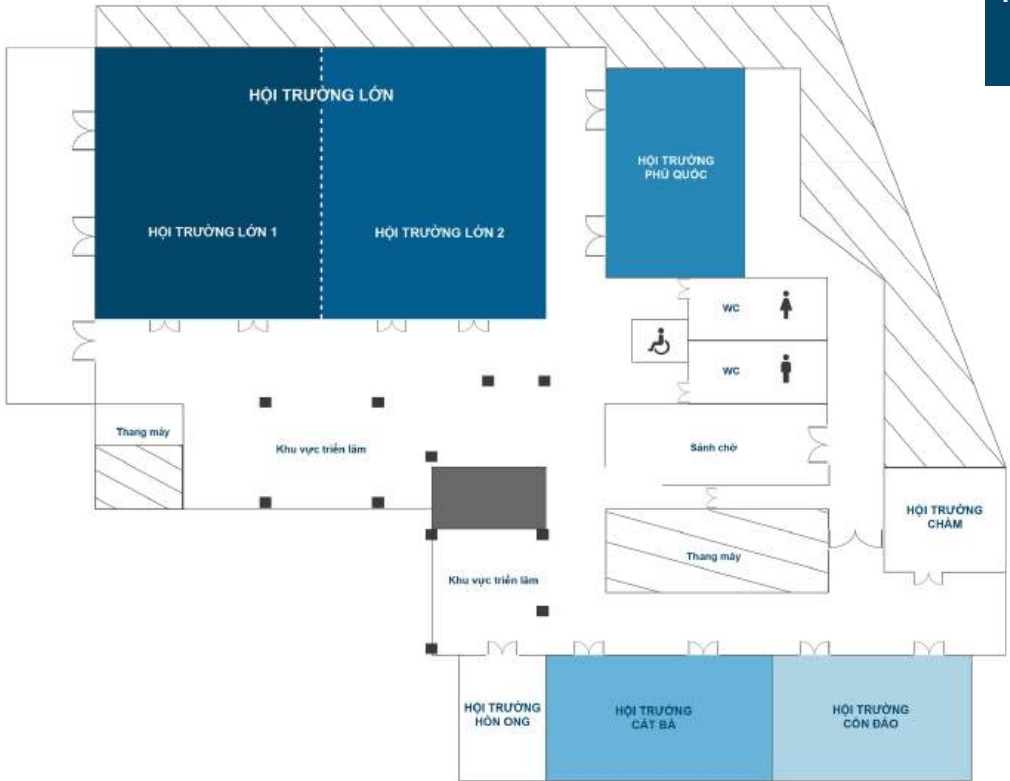 HỘI TRƯỜNG LỚN
HỘI TRƯỜNG
PHÚ QUỐC
HỘI TRƯỜNG LỚN 1
HỘI TRƯỜNG LỚN 2
WC
WC
Thang máy
Khu vực triển lãm
Sảnh chờ
HỘI TRƯỜNG
CHÀM
Thang máy
Khu vực triển lãm
HỘI TRƯỜNG
HÒN ONG
HỘI TRƯỜNG
CÁT BÀ
HỘI TRƯỜNG
CÔN ĐẢO